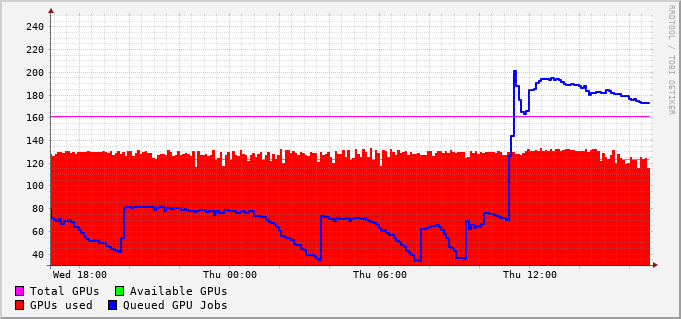 RRDTOOL / TOBI OETIKER
240
220
200
180
160
140
120
100
80
60
40
Wed 18:00 Thu 00:00 Thu 06:00 Thu 12:00
Total GPUs Available GPUs
GPUs used Queued GPU Jobs